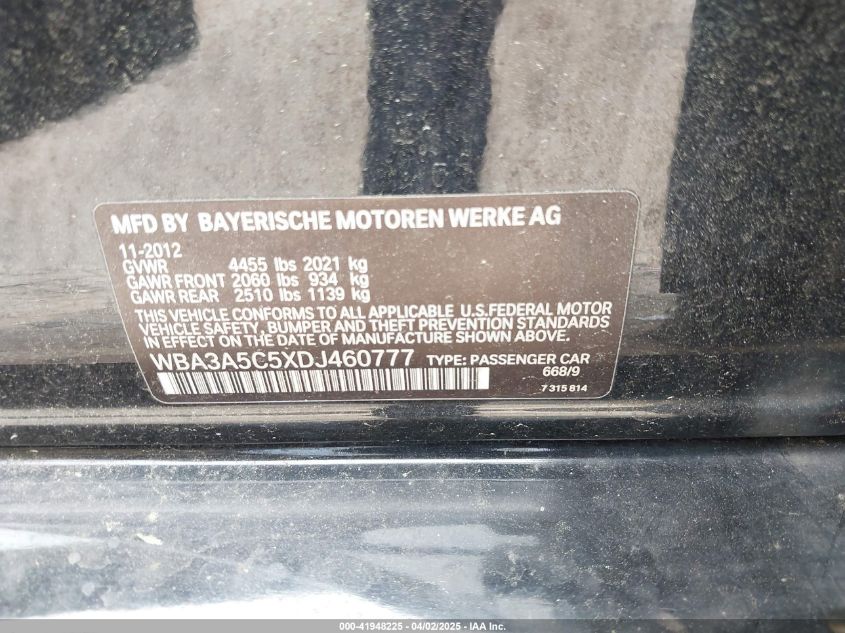 MFD BY BAYERISCHE MOTOREN WERKE AG
11-2012
GVWR 4455 lbs 2021 kg
GAWR FRONT 2060 lbs 934 kg
GAWR REAR 2510 lbs 1139 kg
THIS VEHICLE CONFORMS TO ALL APPLICABLE U.S.FEDERAL MOTOR
VEHICLE SAFETY, BUMPER AND THEFT PREVENTION STANDARDS
IN EFFECT ON THE DATE OF MANUFACTURE SHOWN ABOVE.
WBA3A5C5XDJ460777 TYPE: PASSENGER CAR
668/9
7 315 814
000-41948225 - 04/02/2025 - IAA Inc.